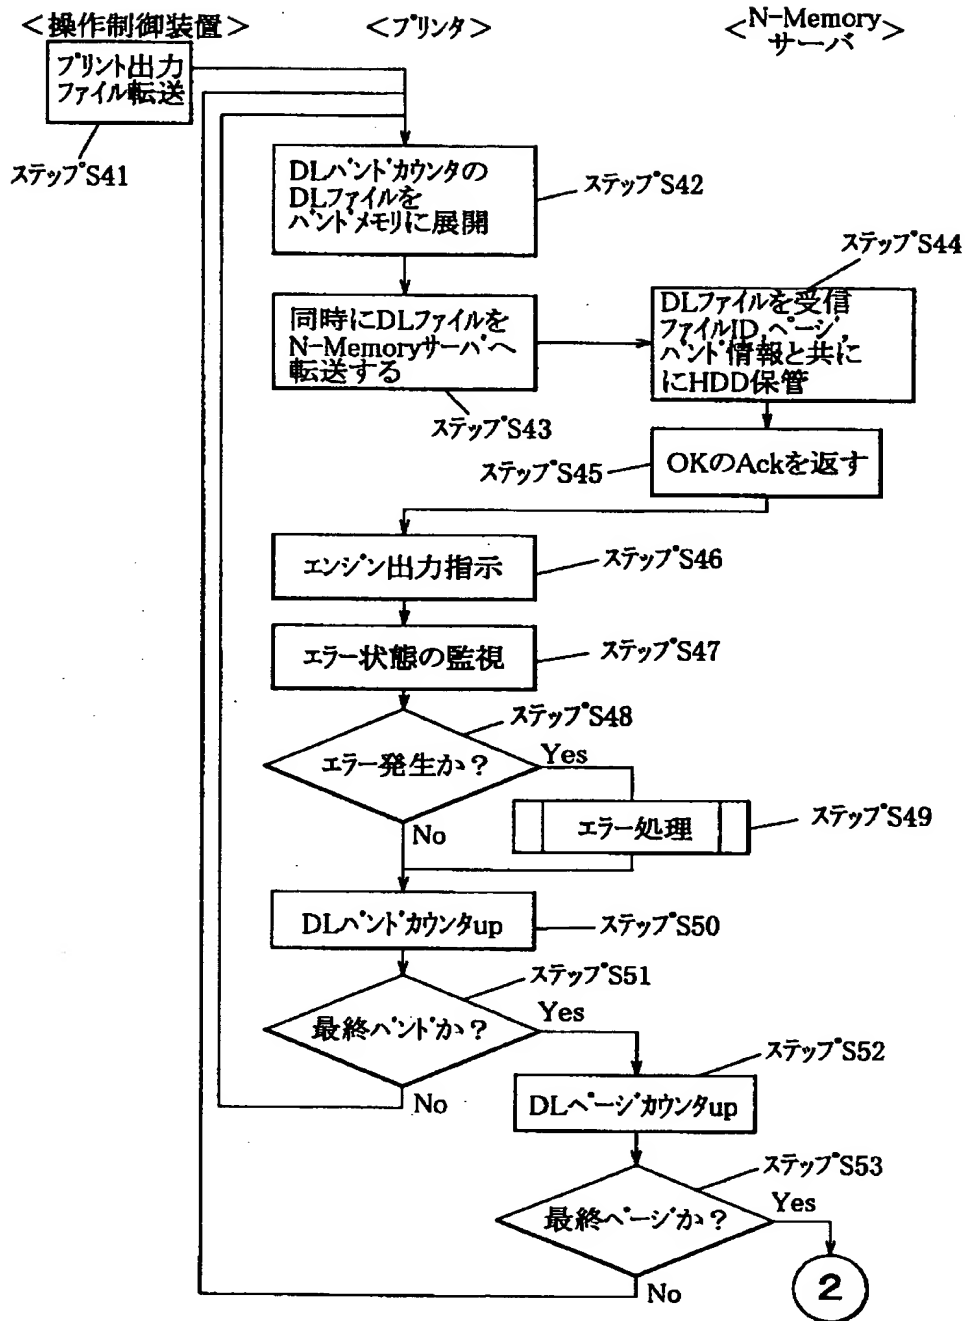 ＜操作制御装置＞
＜プリンタ＞
＜N-Memory
サーバ＞
プリント出力
ファイル転送
ステップS41
DLバンドカウンタの
DLファイルを
バンドメモリに展開
ステップS42
ステップS44
同時にDLファイルを
N-Memoryサーバへ
転送する
DLファイルを受信
ファイルID,ページ,
バンド情報と共に
にHDD保管
ステップS43
ステップS45
OKのAckを返す
エンジン出力指示
ステップS46
エラー状態の監視
ステップS47
ステップS48
エラー発生か？
Yes
エラー処理
ステップS49
No
DLバンドカウンタup
ステップS50
ステップS51
最終バンドか？
Yes
ステップS52
No
DLページカウンタup
ステップS53
最終ページか？
Yes
No
2